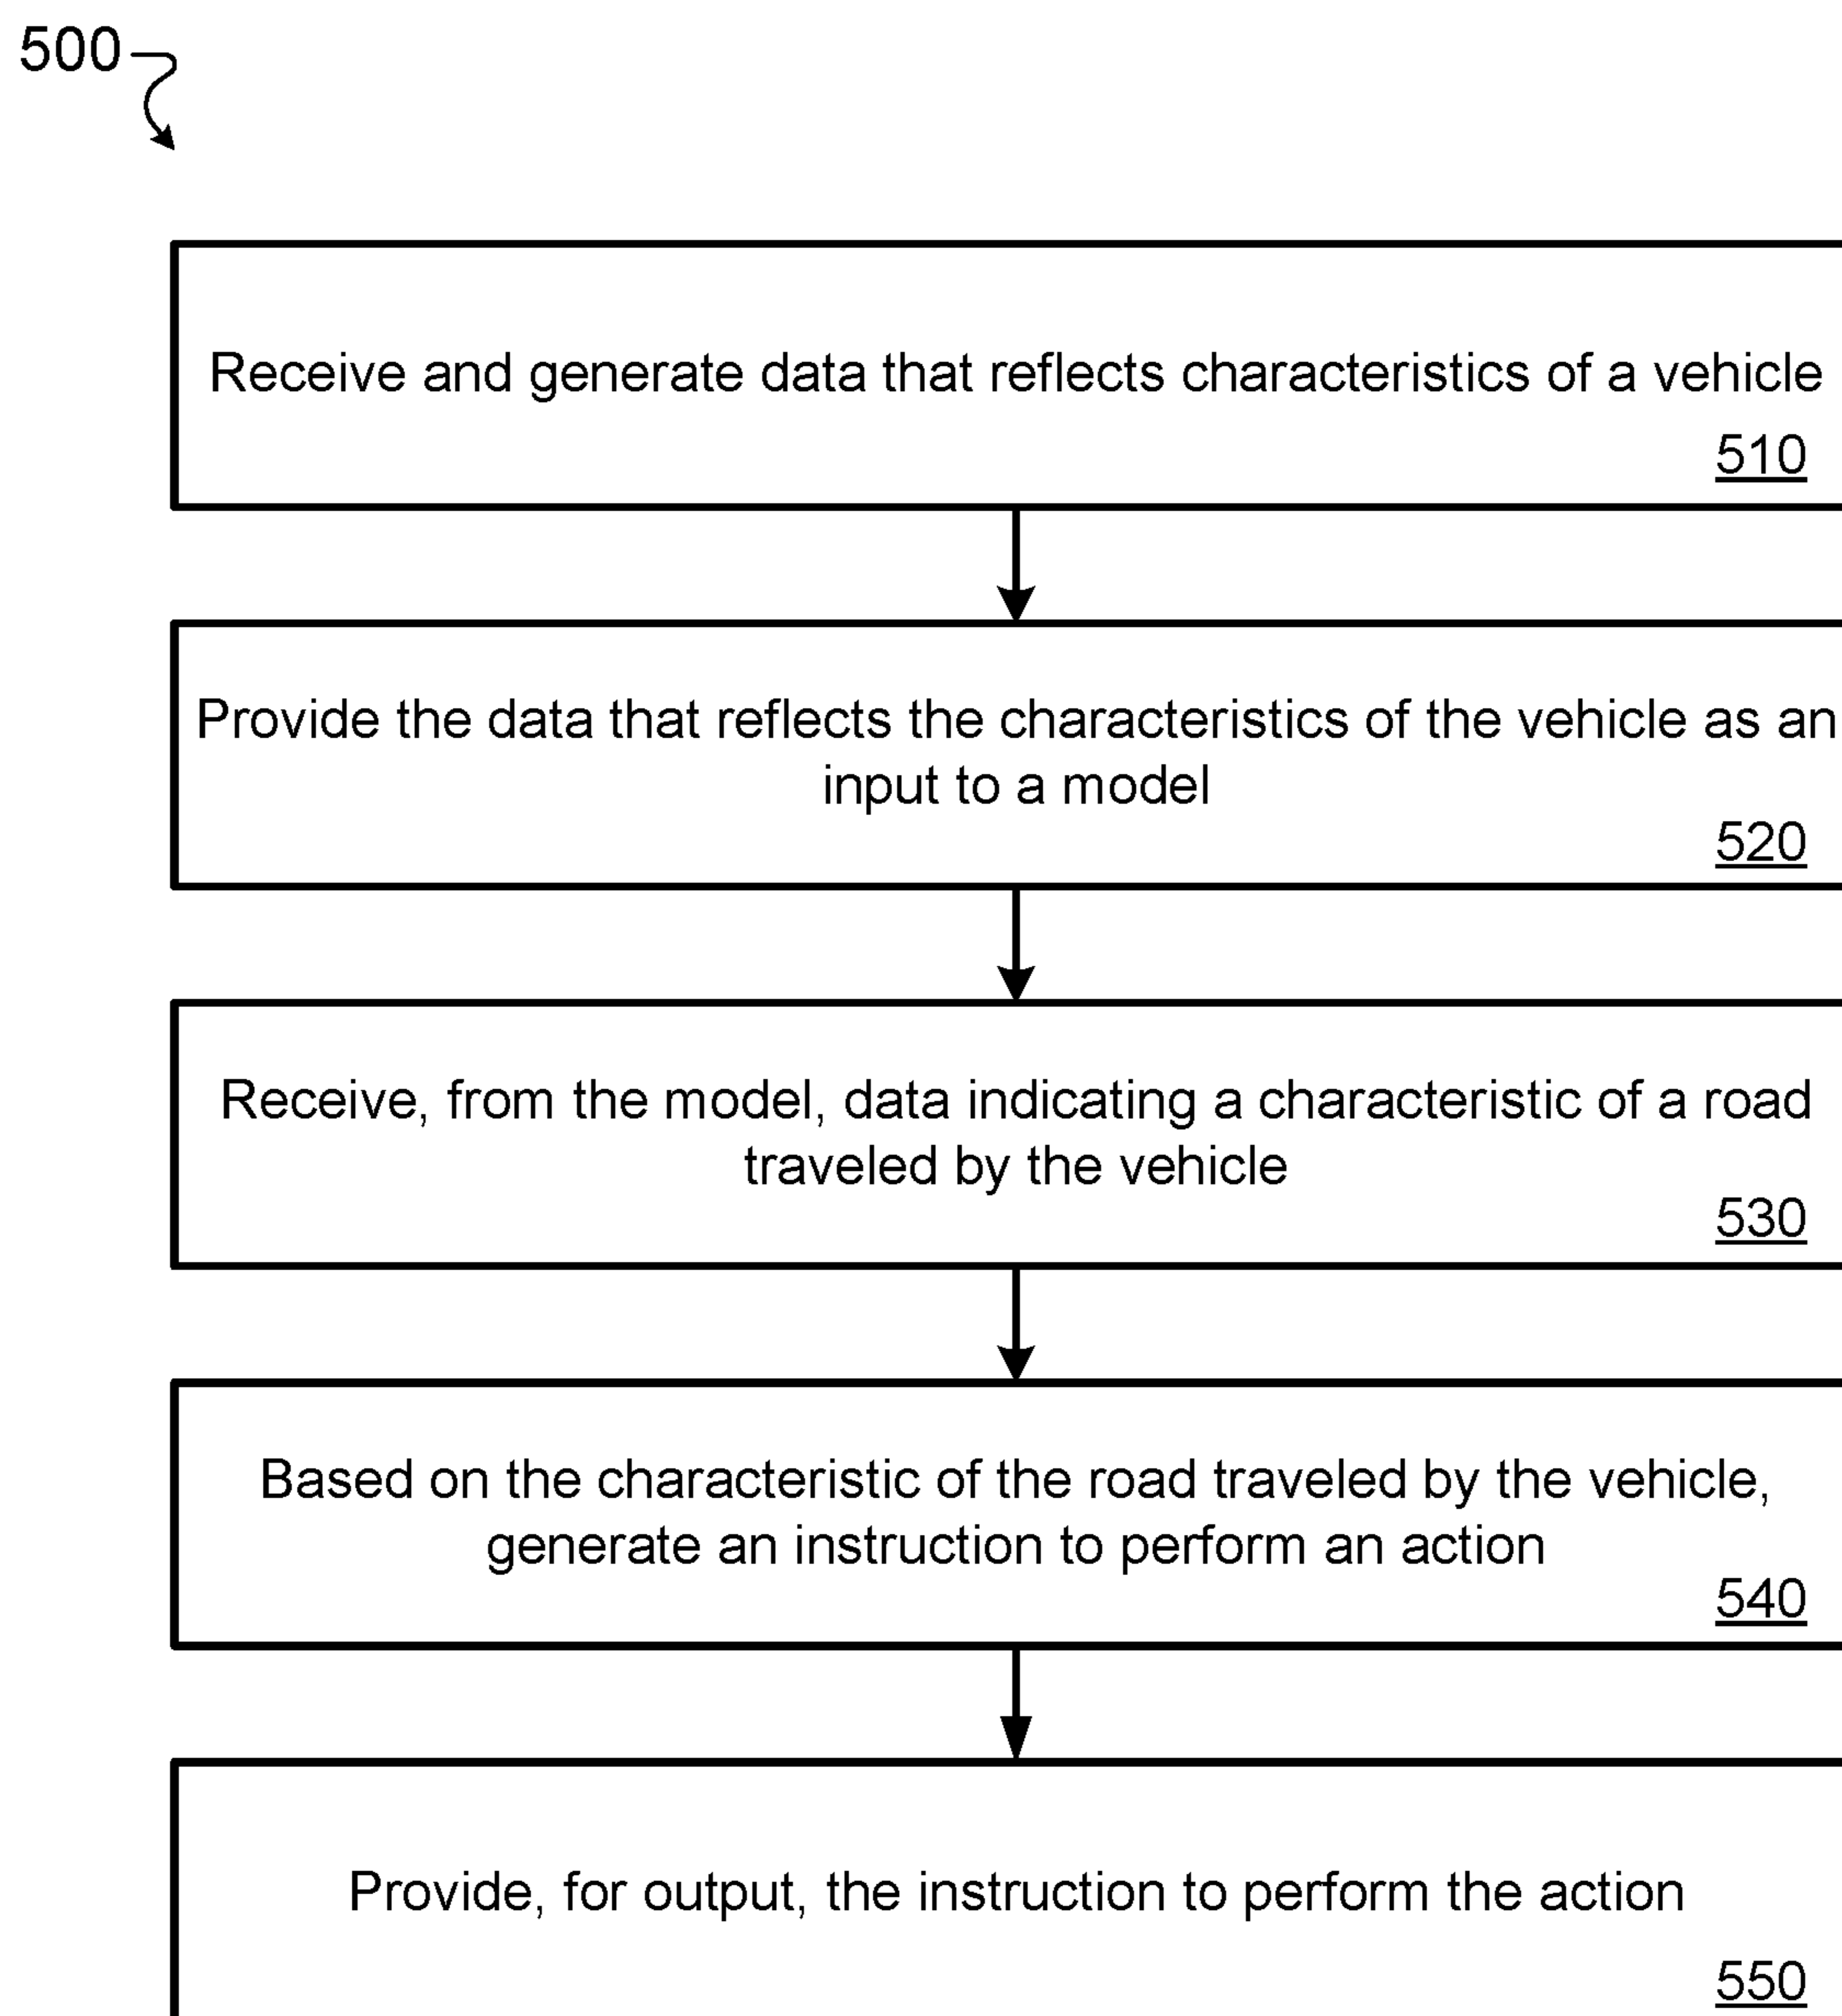 500
Receive and generate data that reflects characteristics of a vehicle
510
Provide the data that reflects the characteristics of the vehicle as an
input to a model
520
Receive, from the model, data indicating a characteristic of a road
traveled by the vehicle
530
Based on the characteristic of the road traveled by the vehicle,
generate an instruction to perform an action
540
Provide, for output, the instruction to perform the action
550